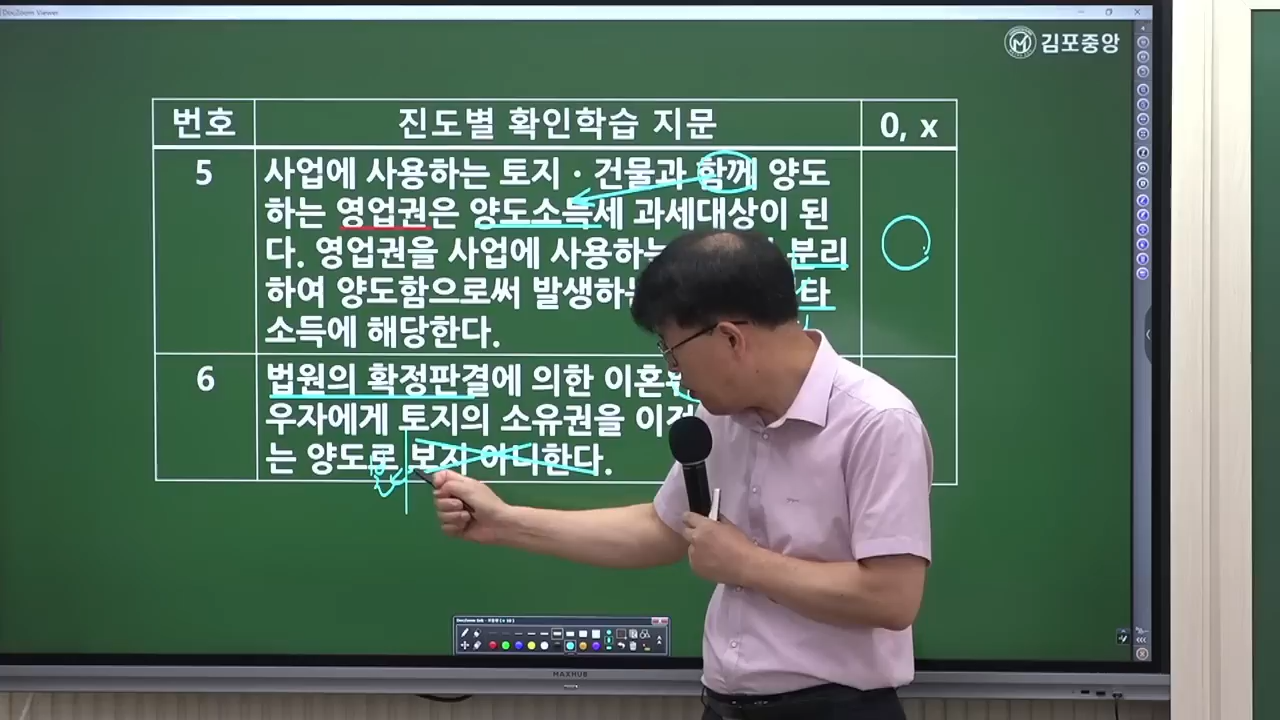 DocZoom Viewer
김포중앙
번호 진도별 확인학습 지문 O, x
5 사업에 사용하는 토지·건물과 함께 양도
하는 영업권은 양도소득세 과세대상이 된
다. 영업권을 사업에 사용하는 분리
하여 양도함으로써 발생하는 타
소득에 해당한다.
6 법원의 확정판결에 의한 이혼
우자에게 토지의 소유권을 이전
는 양도로 보지 아니한다.
MAXHUB